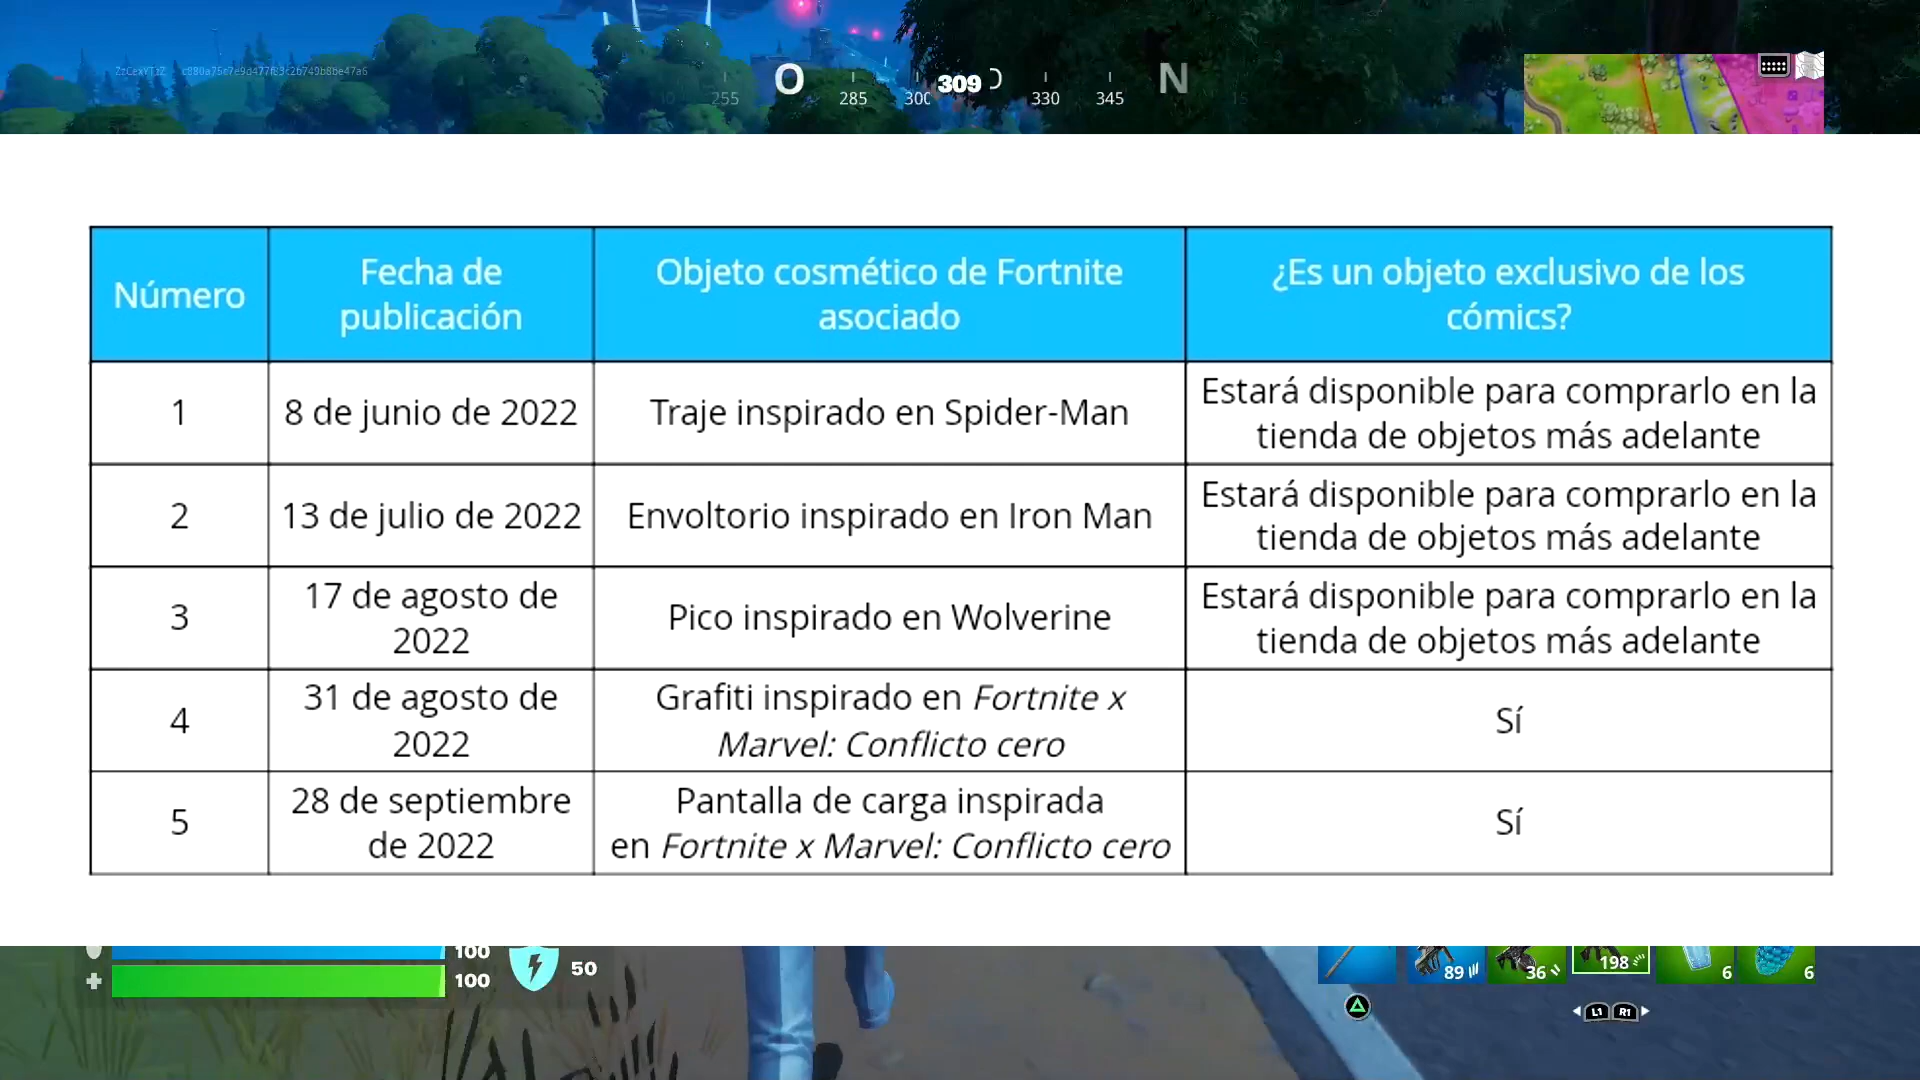 O
N
309
255
285
300
330
345
15
Número
Fecha de
publicación
Objeto cosmético de Fortnite
asociado
¿Es un objeto exclusivo de los
cómics?
1
8 de junio de 2022
Traje inspirado en Spider-Man
Estará disponible para comprarlo en la
tienda de objetos más adelante
2
13 de julio de 2022
Envoltorio inspirado en Iron Man
Estará disponible para comprarlo en la
tienda de objetos más adelante
3
17 de agosto de
2022
Pico inspirado en Wolverine
Estará disponible para comprarlo en la
tienda de objetos más adelante
4
31 de agosto de
2022
Grafiti inspirado en Fortnite x
Marvel: Conflicto cero
Sí
5
28 de septiembre
de 2022
Pantalla de carga inspirada
en Fortnite x Marvel: Conflicto cero
Sí
100
100
50
89
36
198
6
6
L1
R1